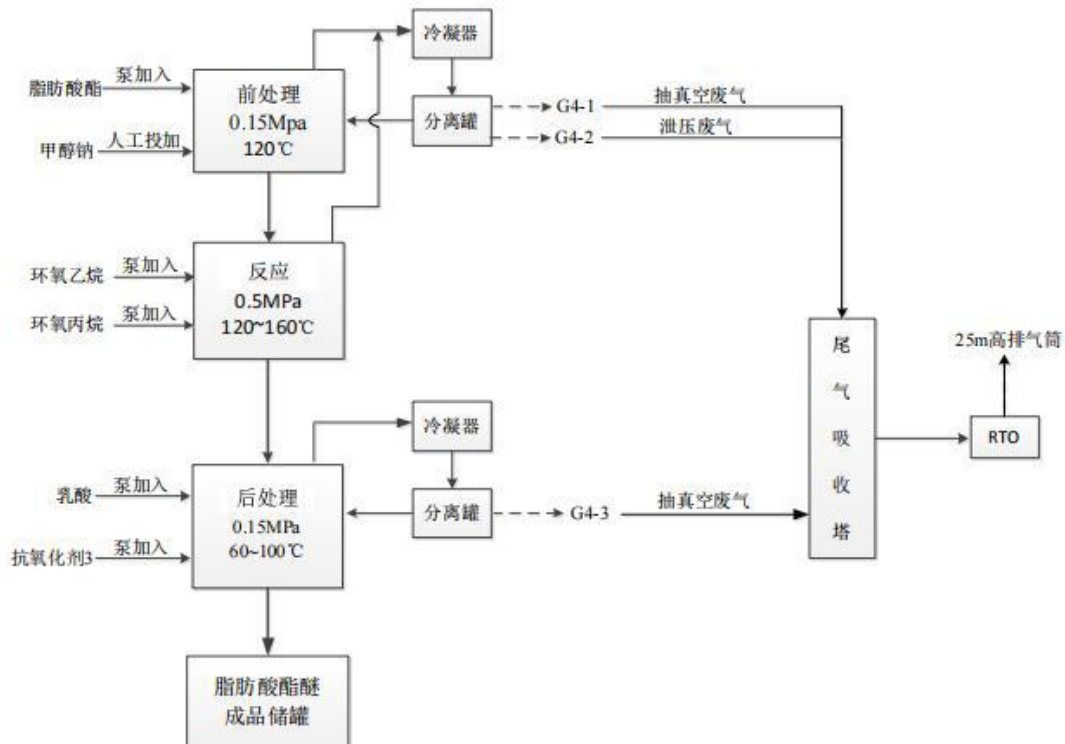 冷凝器
脂肪酸酯
泵加入
前处理
0.15Mpa
120℃
甲醇钠
人工投加
分离罐
G4-1
抽真空废气
G4-2
泄压废气
环氧乙烷
泵加入
反应
0.5MPa
120~160℃
环氧丙烷
泵加入
尾气吸收塔
25m高排气筒
RTO
冷凝器
乳酸
泵加入
后处理
0.15MPa
60~100℃
抗氧化剂3
泵加入
分离罐
G4-3
抽真空废气
脂肪酸酯醚
成品储罐